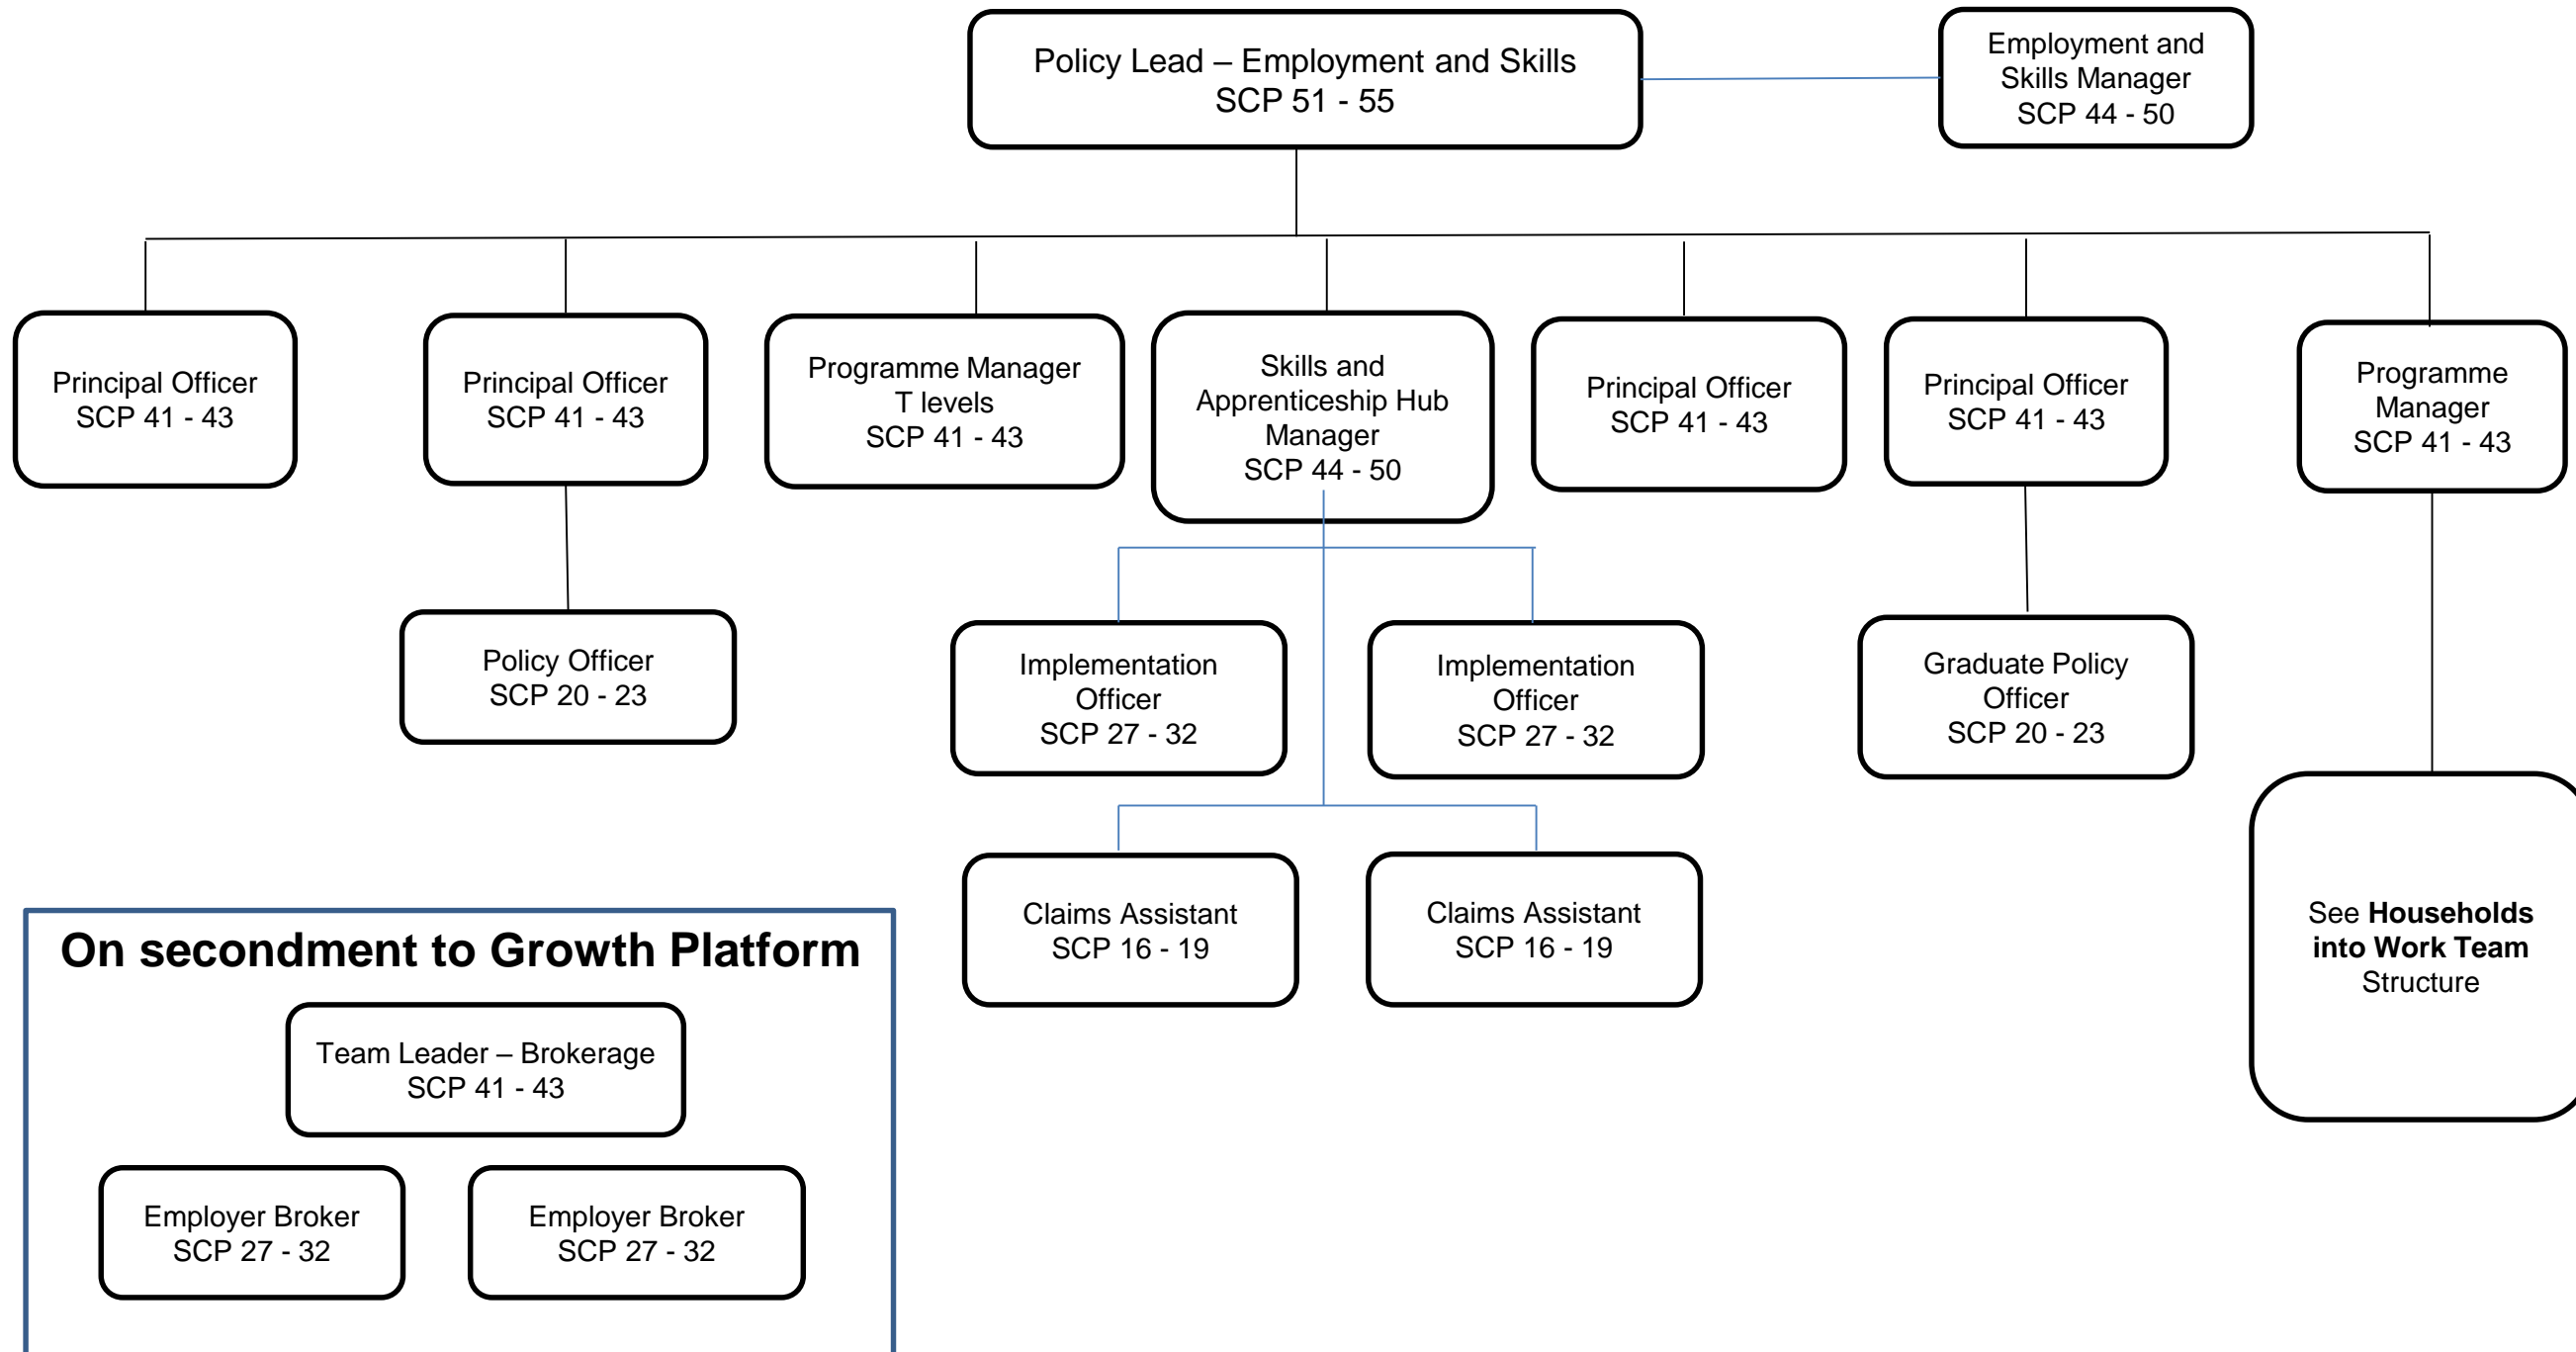 Policy Lead – Employment and Skills
SCP 51 - 55
Employment and
Skills Manager
SCP 44 - 50
Principal Officer
SCP 41 - 43
Principal Officer
SCP 41 - 43
Programme Manager
T levels
SCP 41 - 43
Skills and
Apprenticeship Hub
Manager
SCP 44 - 50
Principal Officer
SCP 41 - 43
Principal Officer
SCP 41 - 43
Programme
Manager
SCP 41 - 43
Policy Officer
SCP 20 - 23
Implementation
Officer
SCP 27 - 32
Implementation
Officer
SCP 27 - 32
Graduate Policy
Officer
SCP 20 - 23
Claims Assistant
SCP 16 - 19
Claims Assistant
SCP 16 - 19
See Households
into Work Team
Structure
On secondment to Growth Platform
Team Leader – Brokerage
SCP 41 - 43
Employer Broker
SCP 27 - 32
Employer Broker
SCP 27 - 32